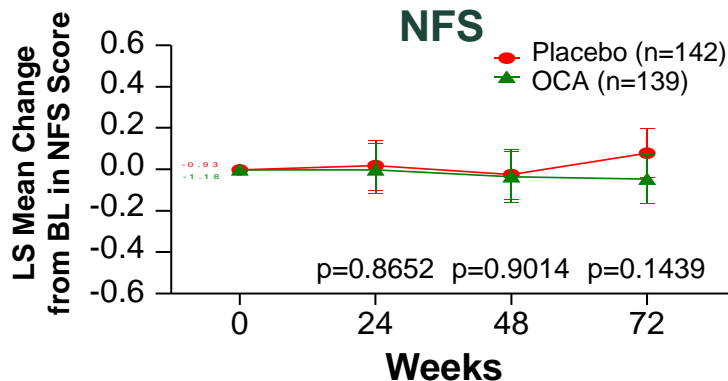 NFS
Placebo (n=142)
OCA (n=139)
LS Mean Change
from BL in NFS Score
0.6
0.4
0.2
0.0
-0.2
-0.4
-0.6
-0.93
-1.18
p=0.8652
p=0.9014
p=0.1439
0
24
48
72
Weeks